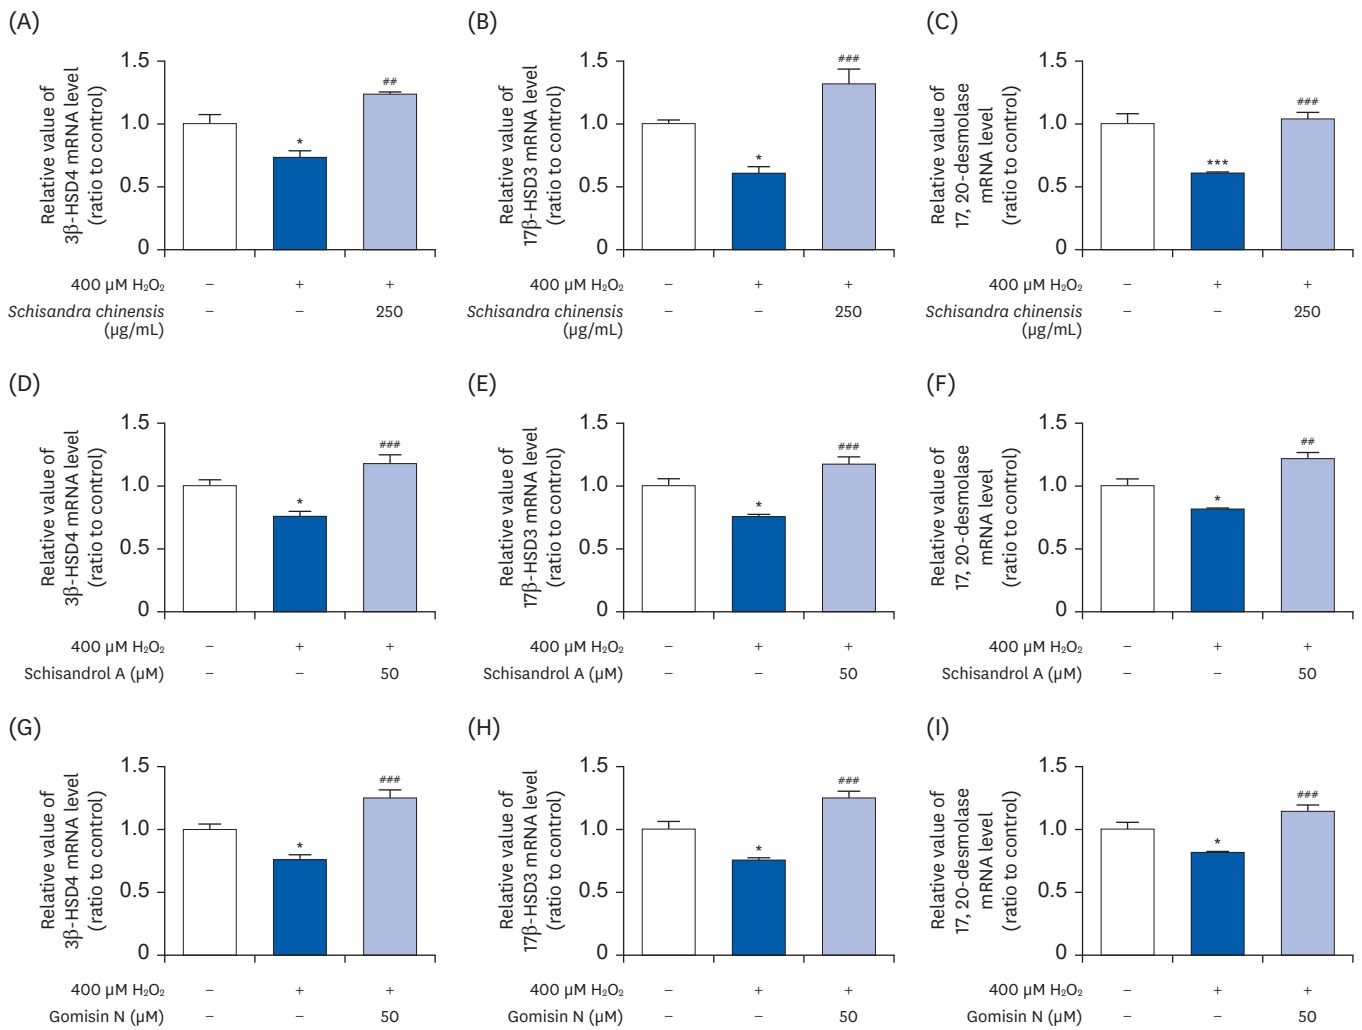 (A)
Relative value of
3β-HSD4 mRNA level
(ratio to control)
1.5
1.0
0.5
0
*
##
400 µM H₂O₂ – + +
Schisandra chinensis – – 250
(µg/mL)
(B)
Relative value of
17β-HSD3 mRNA level
(ratio to control)
1.5
1.0
0.5
0
*
###
400 µM H₂O₂ – + +
Schisandra chinensis – – 250
(µg/mL)
(C)
Relative value of
17, 20-desmolase
mRNA level
(ratio to control)
1.5
1.0
0.5
0
***
###
400 µM H₂O₂ – + +
Schisandra chinensis – – 250
(µg/mL)
(D)
Relative value of
3β-HSD4 mRNA level
(ratio to control)
1.5
1.0
0.5
0
*
###
400 µM H₂O₂ – + +
Schisandrol A (µM) – – 50
(E)
Relative value of
17β-HSD3 mRNA level
(ratio to control)
1.5
1.0
0.5
0
*
###
400 µM H₂O₂ – + +
Schisandrol A (µM) – – 50
(F)
Relative value of
17, 20-desmolase
mRNA level
(ratio to control)
1.5
1.0
0.5
0
*
##
400 µM H₂O₂ – + +
Schisandrol A (µM) – – 50
(G)
Relative value of
3β-HSD4 mRNA level
(ratio to control)
1.5
1.0
0.5
0
*
###
400 µM H₂O₂ – + +
Gomisin N (µM) – – 50
(H)
Relative value of
17β-HSD3 mRNA level
(ratio to control)
1.5
1.0
0.5
0
*
###
400 µM H₂O₂ – + +
Gomisin N (µM) – – 50
(I)
Relative value of
17, 20-desmolase
mRNA level
(ratio to control)
1.5
1.0
0.5
0
*
###
400 µM H₂O₂ – + +
Gomisin N (µM) – – 50